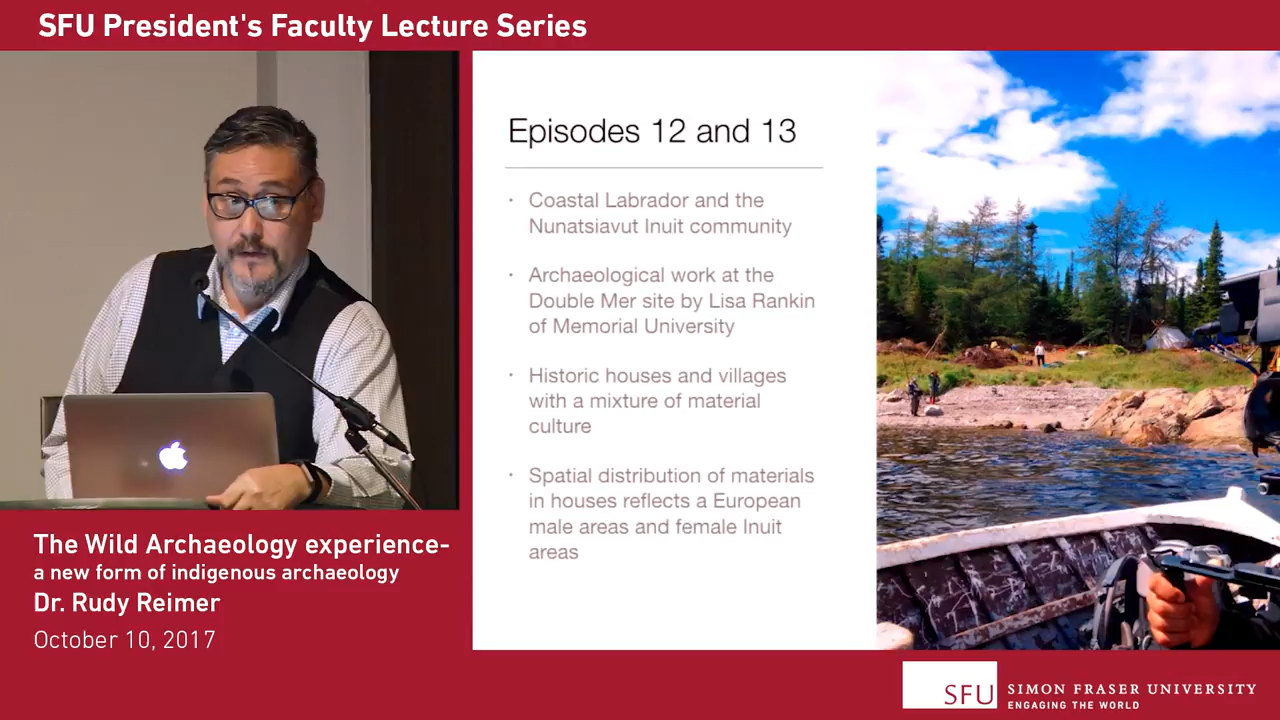 SFU President's Faculty Lecture Series
Episodes 12 and 13
· Coastal Labrador and the
Nunatsiavut Inuit community
· Archaeological work at the
Double Mer site by Lisa Rankin
of Memorial University
· Historic houses and villages
with a mixture of material
culture
· Spatial distribution of materials
in houses reflects a European
male areas and female Inuit
areas
The Wild Archaeology experience-
a new form of indigenous archaeology
Dr. Rudy Reimer
October 10, 2017
SFU
SIMON FRASER UNIVERSITY
ENGAGING THE WORLD